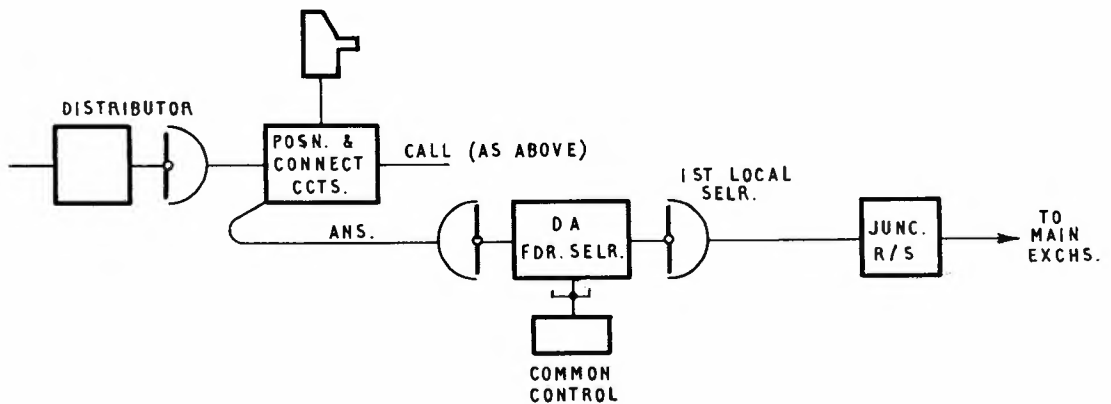 DISTRIBUTOR
POSN. &
CONNECT
CCTS.
CALL (AS ABOVE)
ANS.
DA
FDR. SELR.
COMMON
CONTROL
1ST LOCAL
SELR.
JUNC.
R/S
TO
MAIN
EXCHS.